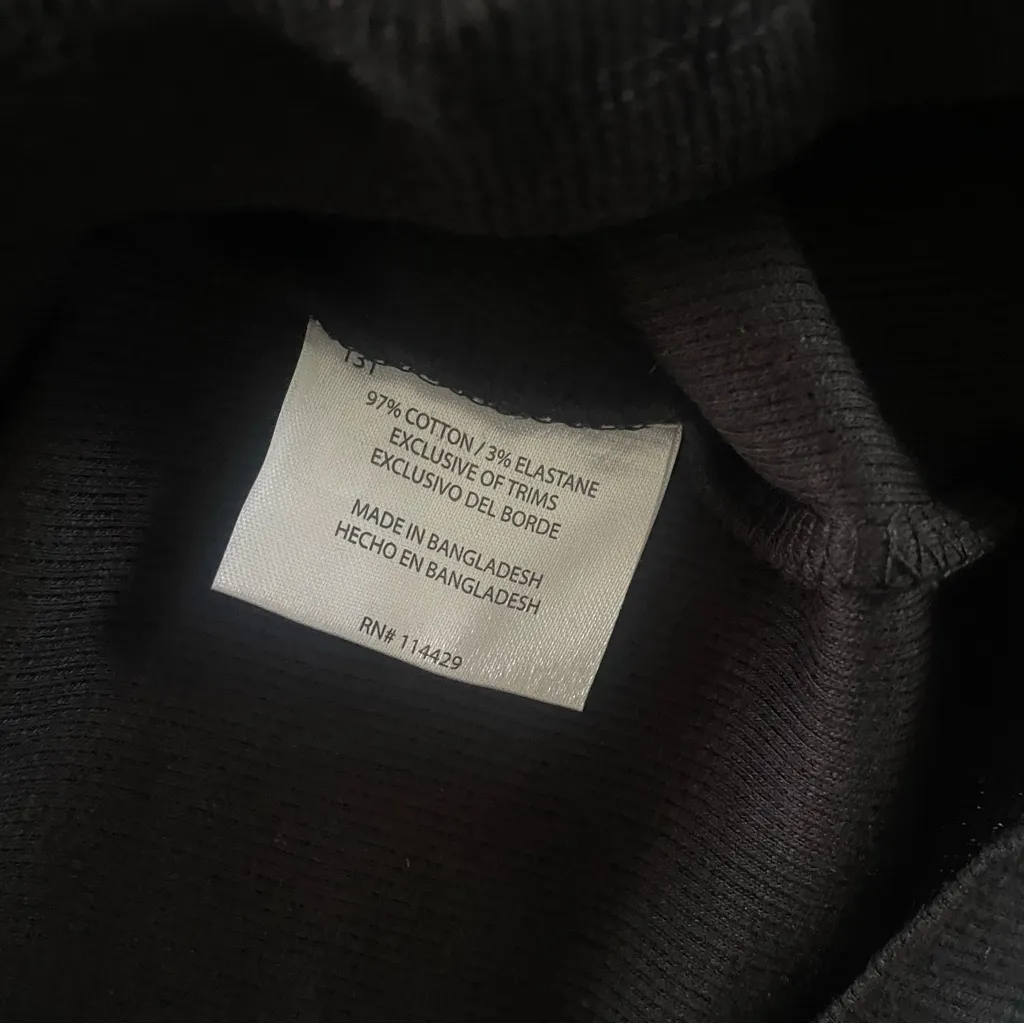 97% COTTON / 3% ELASTANE
EXCLUSIVE OF TRIMS
EXCLUSIVO DEL BORDE
MADE IN BANGLADESH
HECHO EN BANGLADESH
RN# 114429